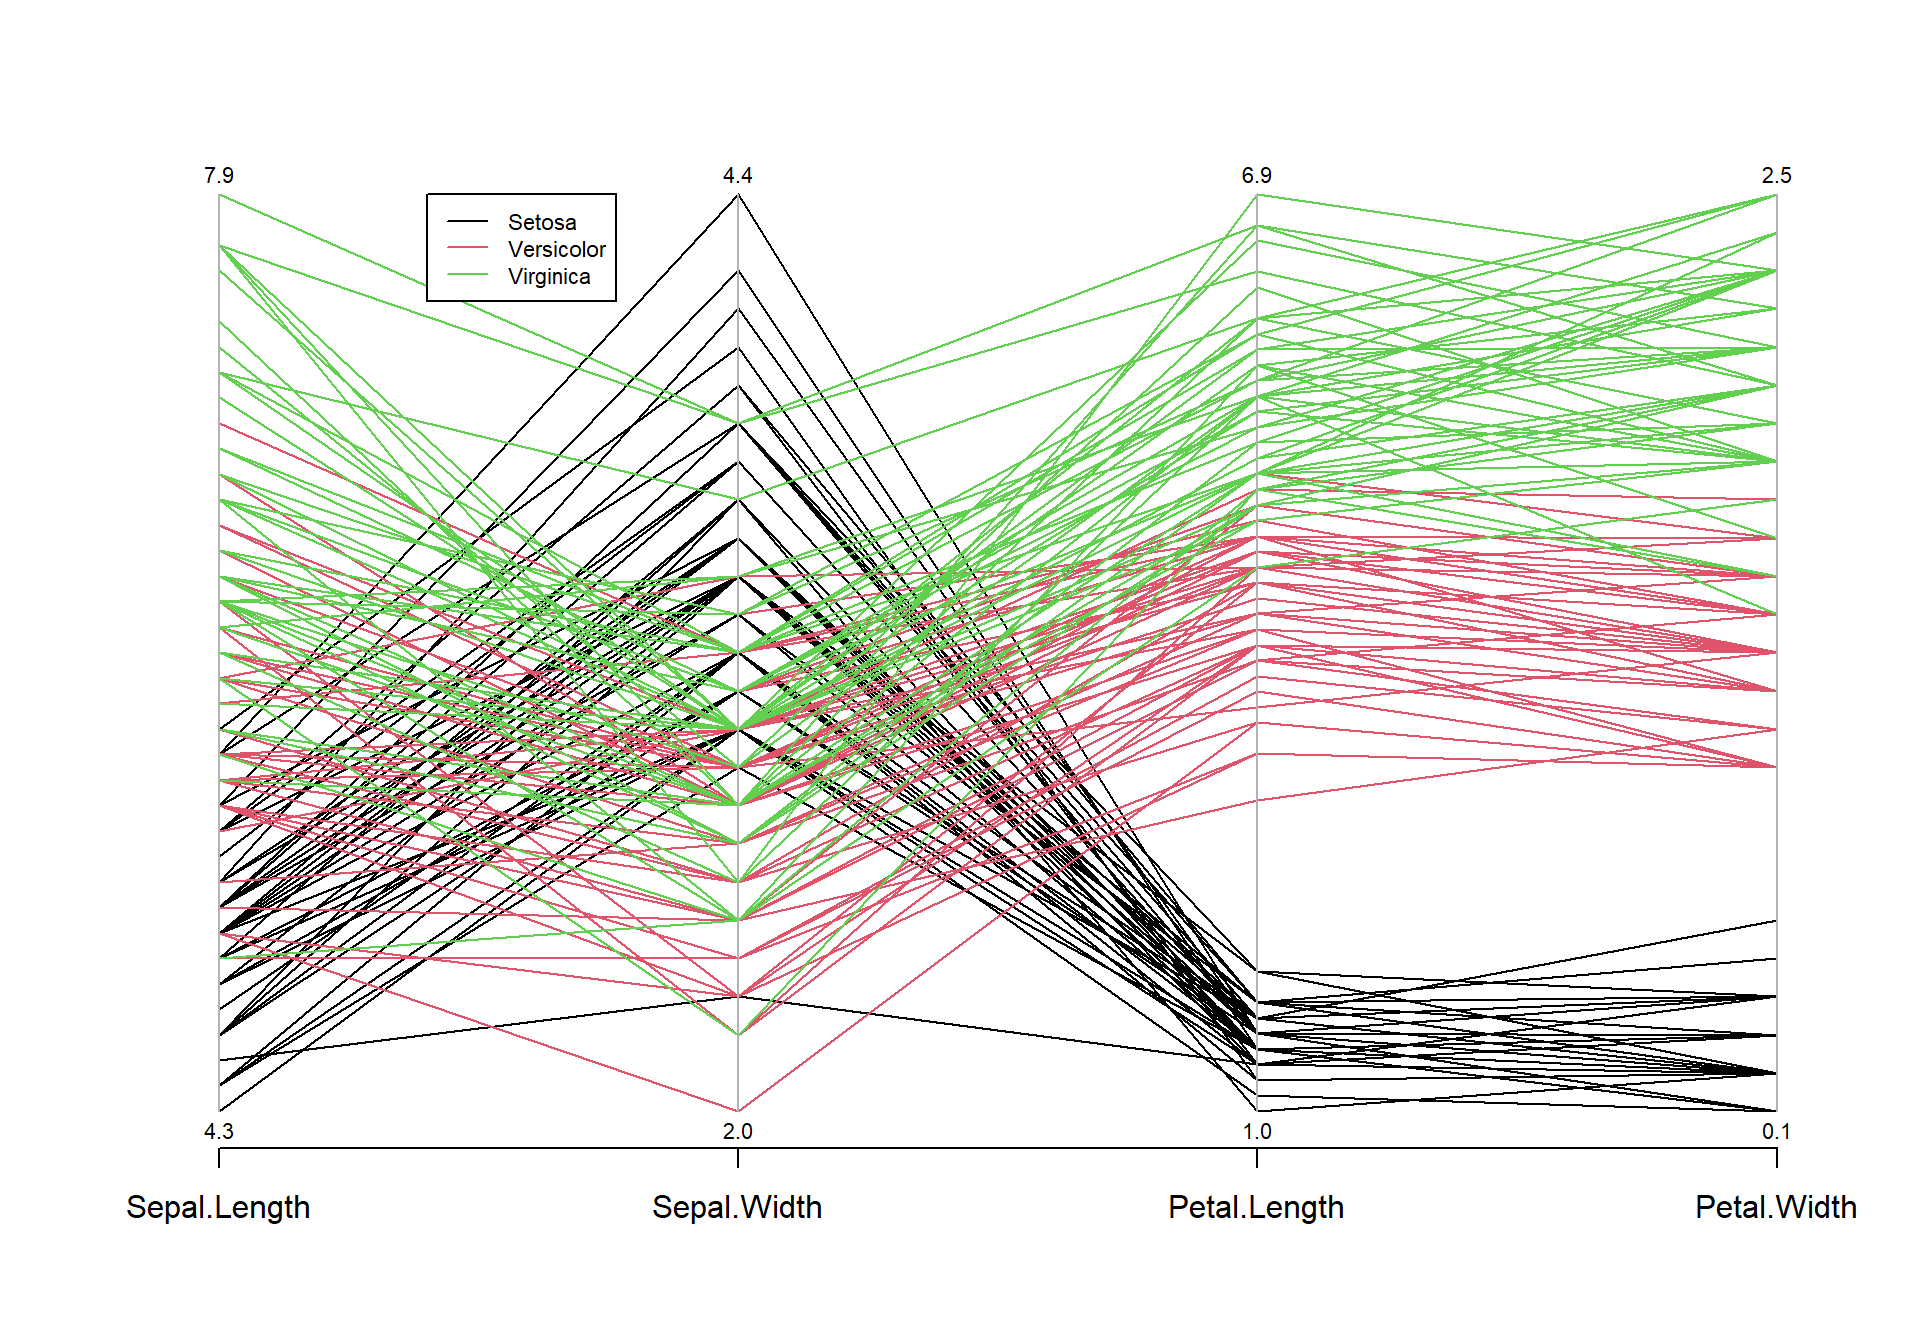 7.9 4.4 6.9 2.5
Setosa
Versicolor
Virginica
4.3 2.0 1.0 0.1
Sepal.Length Sepal.Width Petal.Length Petal.Width